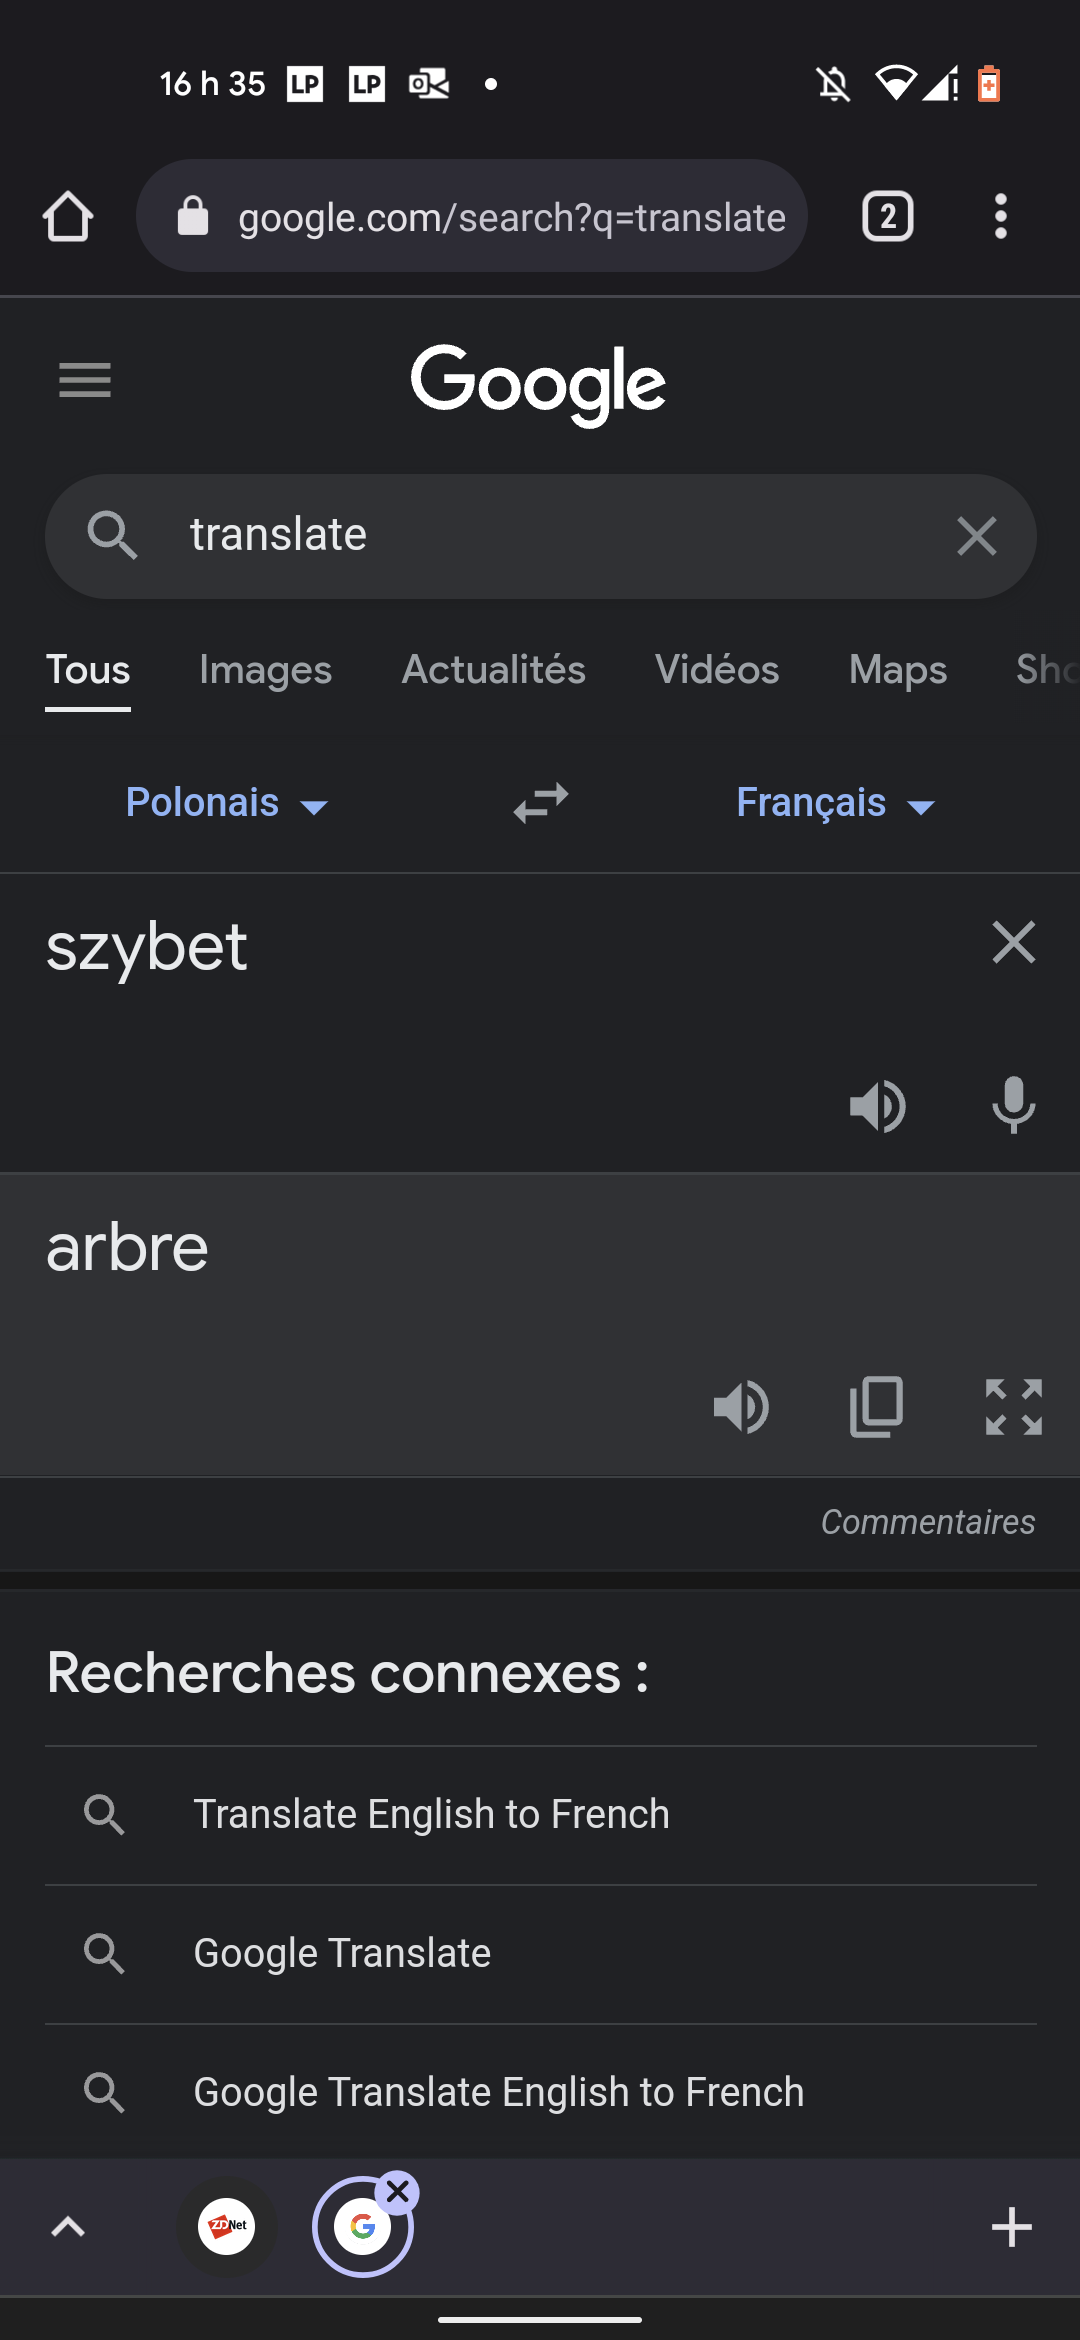 16 h 35 LP LP
google.com/search?q=translate 2
Google
translate
Tous Images Actualités Vidéos Maps Sho
Polonais Français
szybet
arbre
Commentaires
Recherches connexes :
Translate English to French
Google Translate
Google Translate English to French
ZDNet G